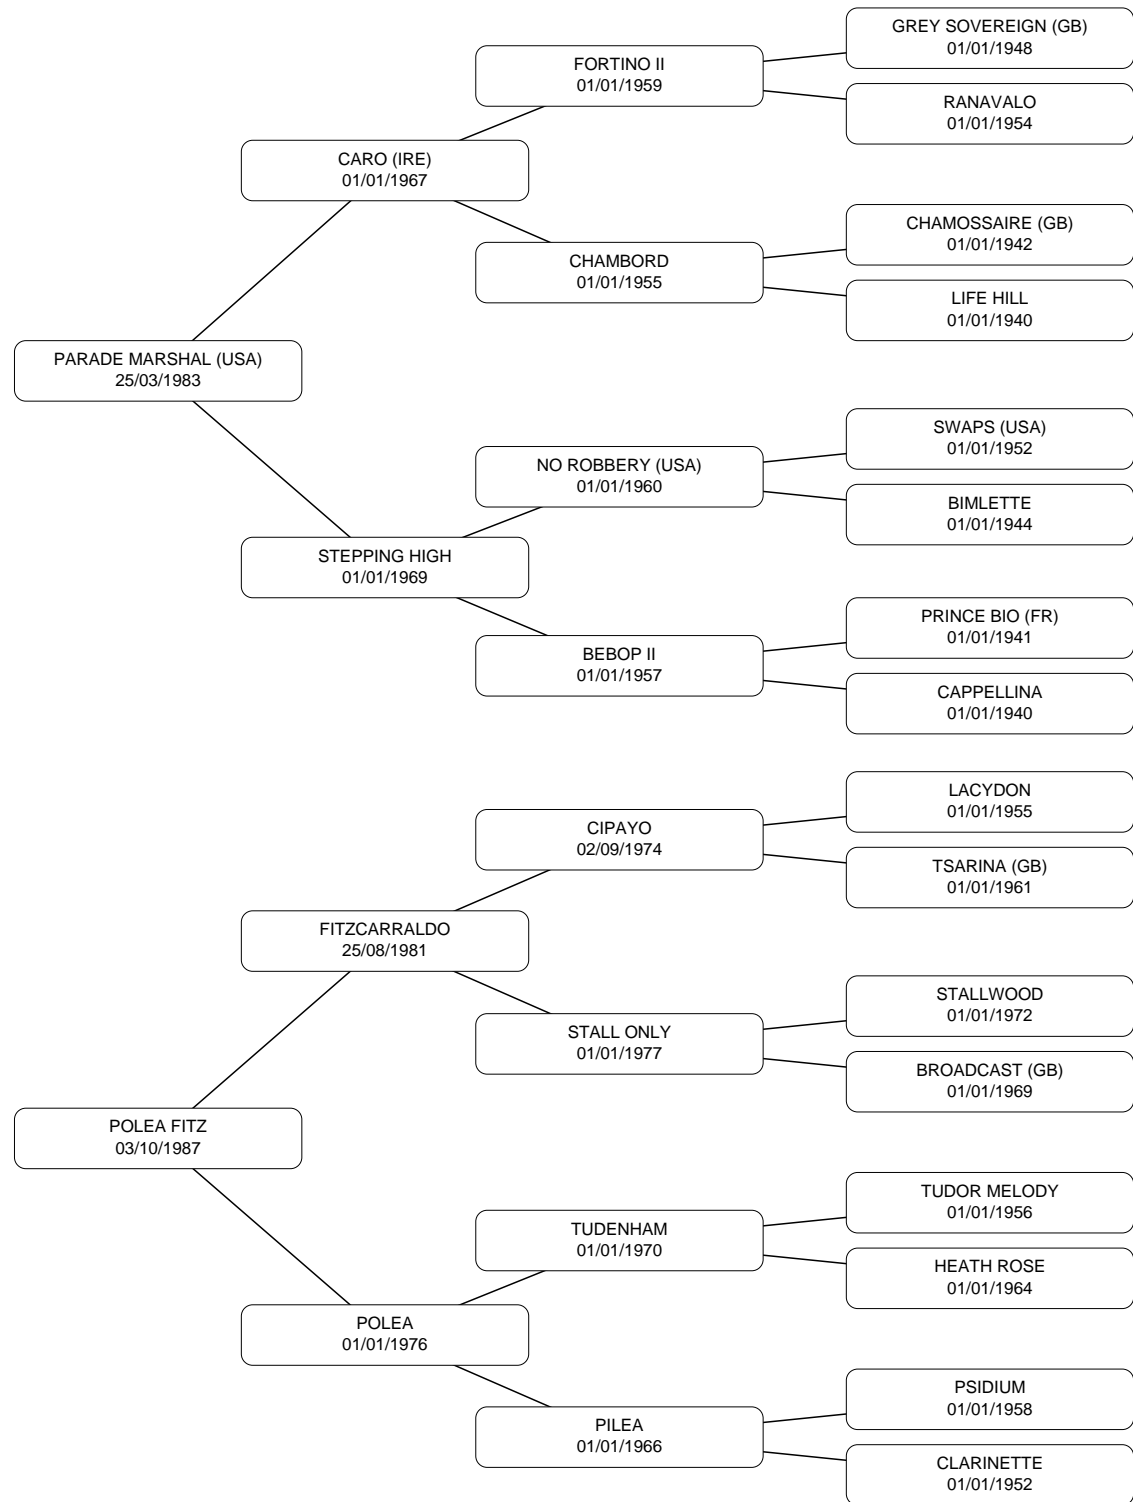 GREY SOVEREIGN (GB)
01/01/1948
FORTINO II
01/01/1959
RANAVALO
01/01/1954
CARO (IRE)
01/01/1967
CHAMOSSAIRE (GB)
01/01/1942
CHAMBORD
01/01/1955
LIFE HILL
01/01/1940
PARADE MARSHAL (USA)
25/03/1983
SWAPS (USA)
01/01/1952
NO ROBBERY (USA)
01/01/1960
BIMLETTE
01/01/1944
STEPPING HIGH
01/01/1969
PRINCE BIO (FR)
01/01/1941
BEBOP II
01/01/1957
CAPPELLINA
01/01/1940
LACYDON
01/01/1955
CIPAYO
02/09/1974
TSARINA (GB)
01/01/1961
FITZCARRALDO
25/08/1981
STALLWOOD
01/01/1972
STALL ONLY
01/01/1977
BROADCAST (GB)
01/01/1969
POLEA FITZ
03/10/1987
TUDOR MELODY
01/01/1956
TUDENHAM
01/01/1970
HEATH ROSE
01/01/1964
POLEA
01/01/1976
PSIDIUM
01/01/1958
PILEA
01/01/1966
CLARINETTE
01/01/1952